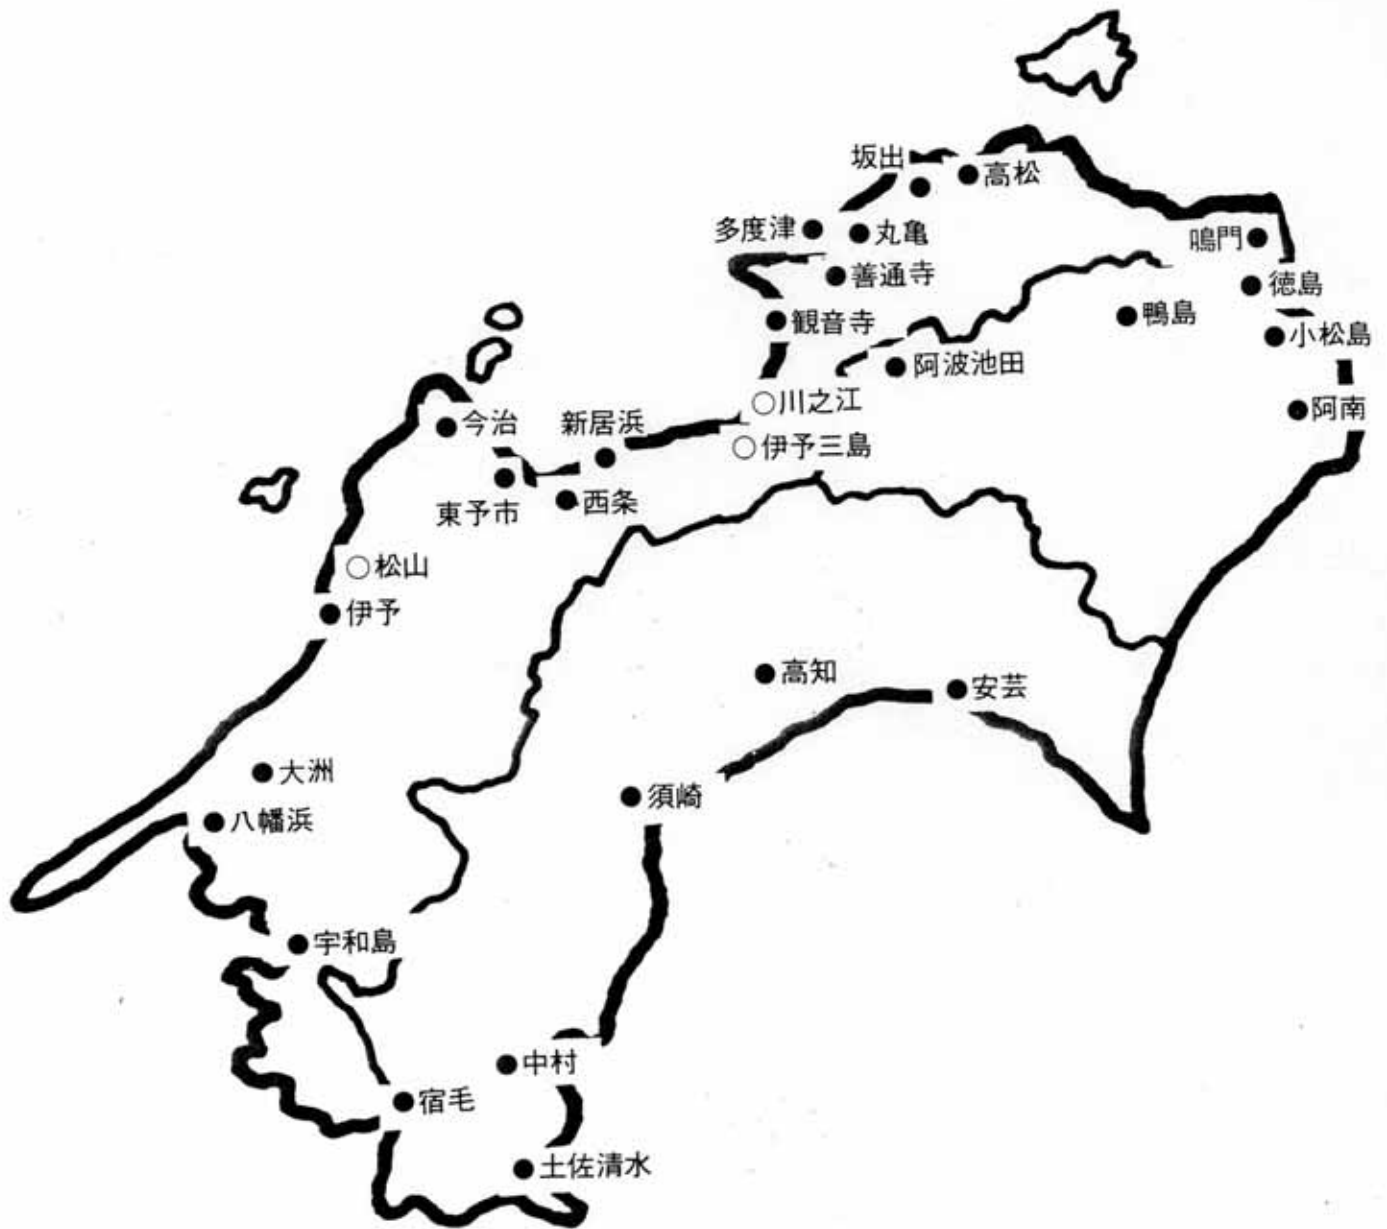 坂出
高松
多度津
丸亀
鳴門
善通寺
徳島
観音寺
鴨島
小松島
阿波池田
川之江
阿南
今治
新居浜
伊予三島
東予市
西条
松山
伊予
高知
安芸
大洲
須崎
八幡浜
宇和島
中村
宿毛
土佐清水